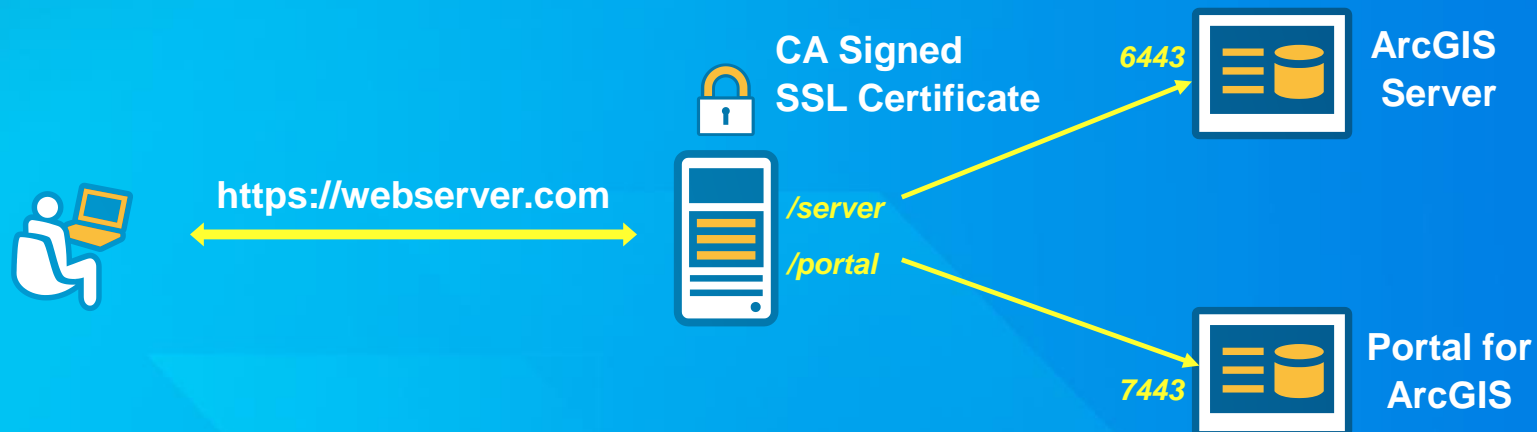 CA Signed
SSL Certificate
6443
ArcGIS
Server
https://webserver.com
/server
/portal
7443
Portal for
ArcGIS